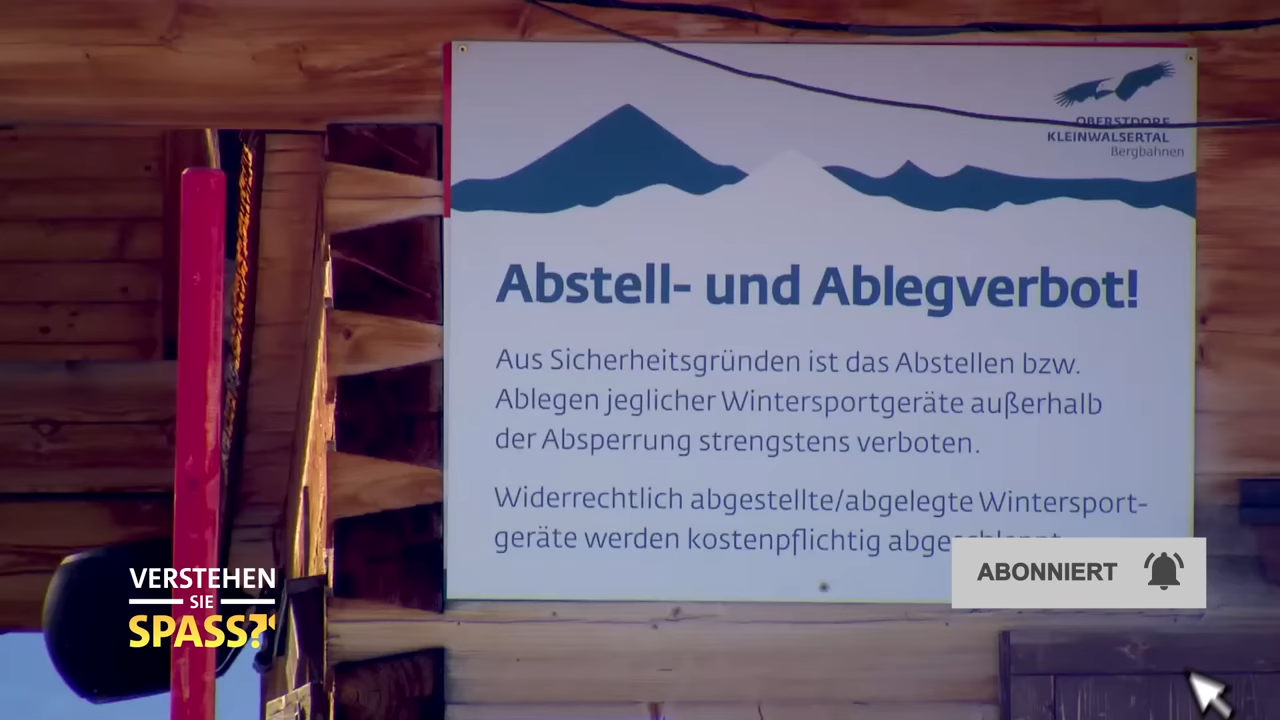 OBERSTDORF
KLEINWALSERTAL
Bergbahnen
Abstell- und Ablegverbot!
Aus Sicherheitsgründen ist das Abstellen bzw.
Ablegen jeglicher Wintersportgeräte außerhalb
der Absperrung strengstens verboten.
Widerrechtlich abgestellte/abgelegte Wintersport-
geräte werden kostenpflichtig
ABONNIERT
VERSTEHEN
SIE
SPASS?